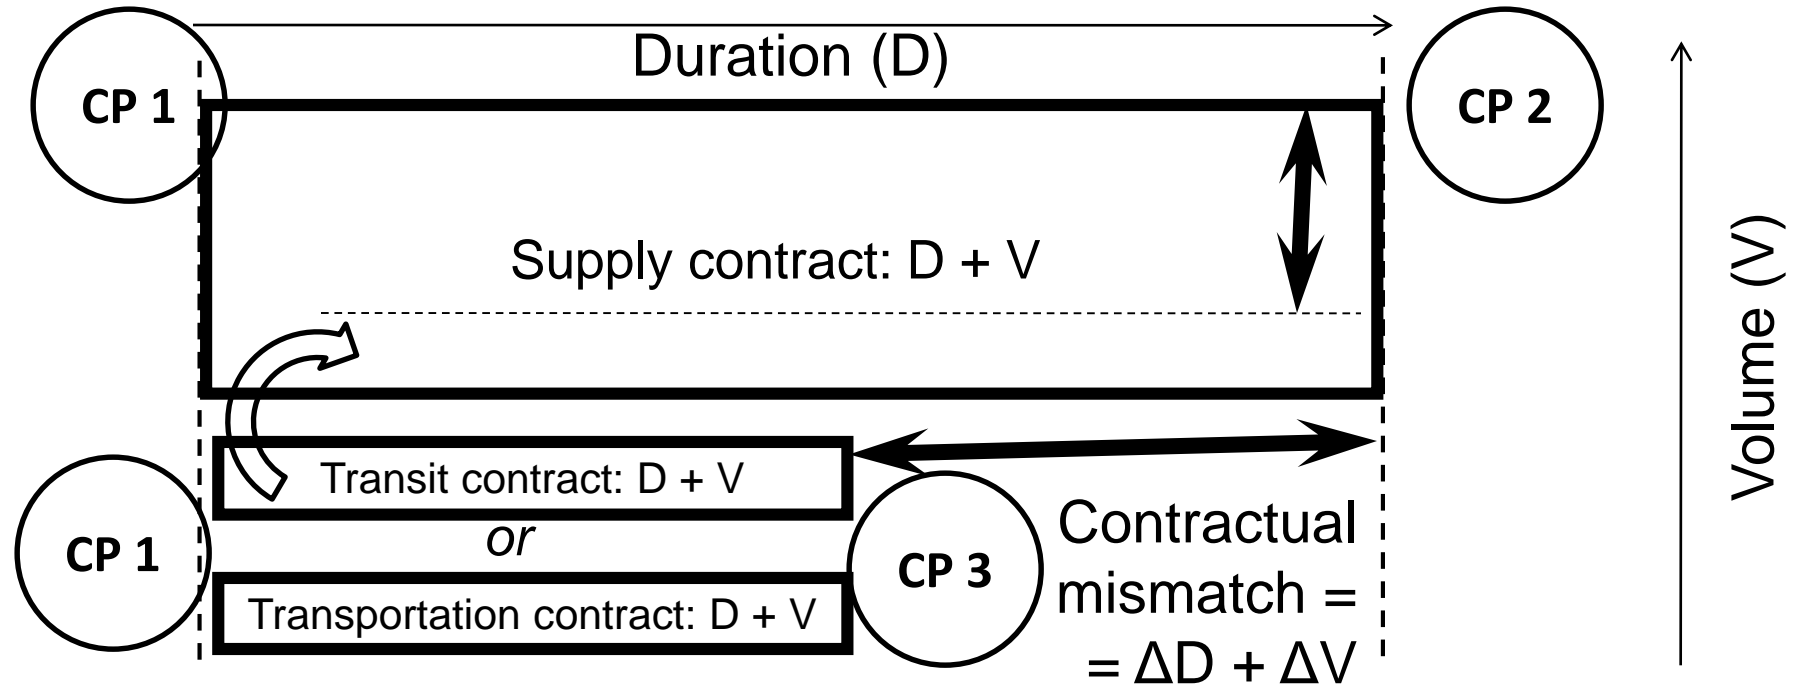 Duration (D)
CP 1
CP 2
Supply contract: D + V
Volume (V)
Transit contract: D + V
or
CP 1
CP 3
Transportation contract: D + V
Contractual
mismatch =
= ΔD + ΔV